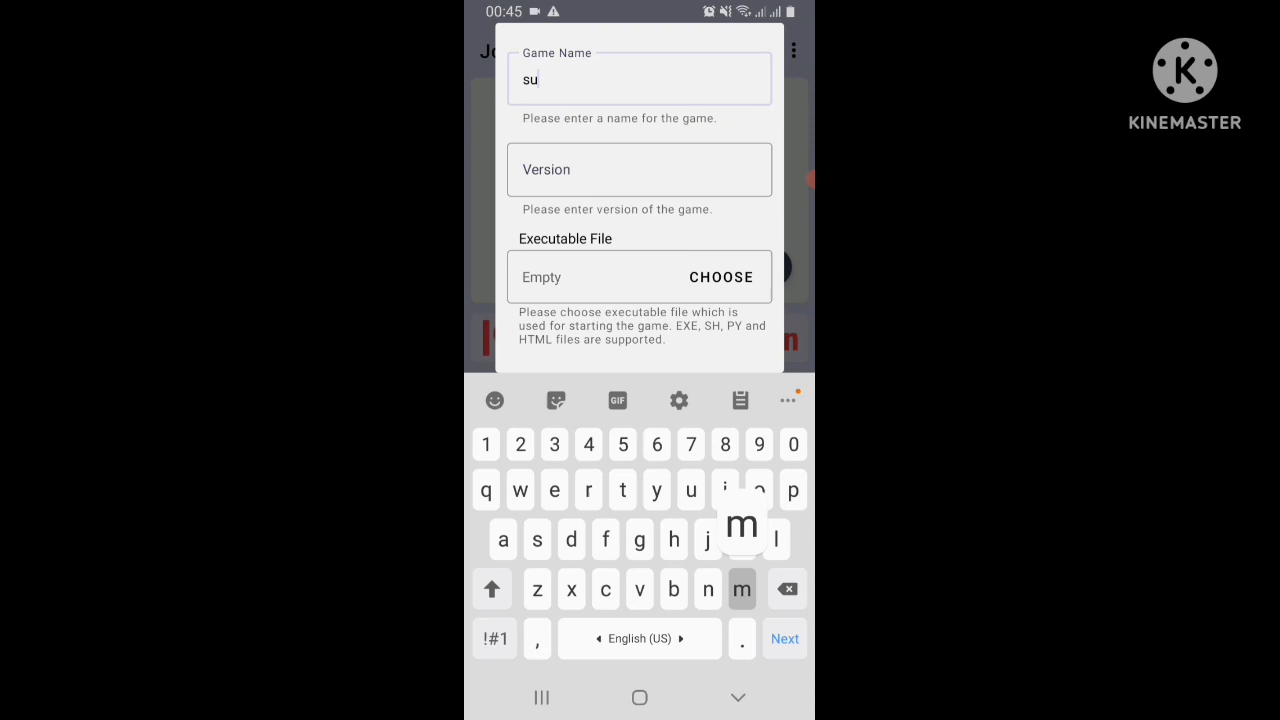 00:45
Jo
Game Name
su
Please enter a name for the game.
Version
Please enter version of the game.
Executable File
Empty
CHOOSE
Please choose executable file which is
used for starting the game. EXE, SH, PY and
HTML files are supported.
n
GIF
1 2 3 4 5 6 7 8 9 0
q w e r t y u i o p
a s d f g h j l
m
z x c v b n m
!#1 , English (US) . Next
K
KINEMASTER